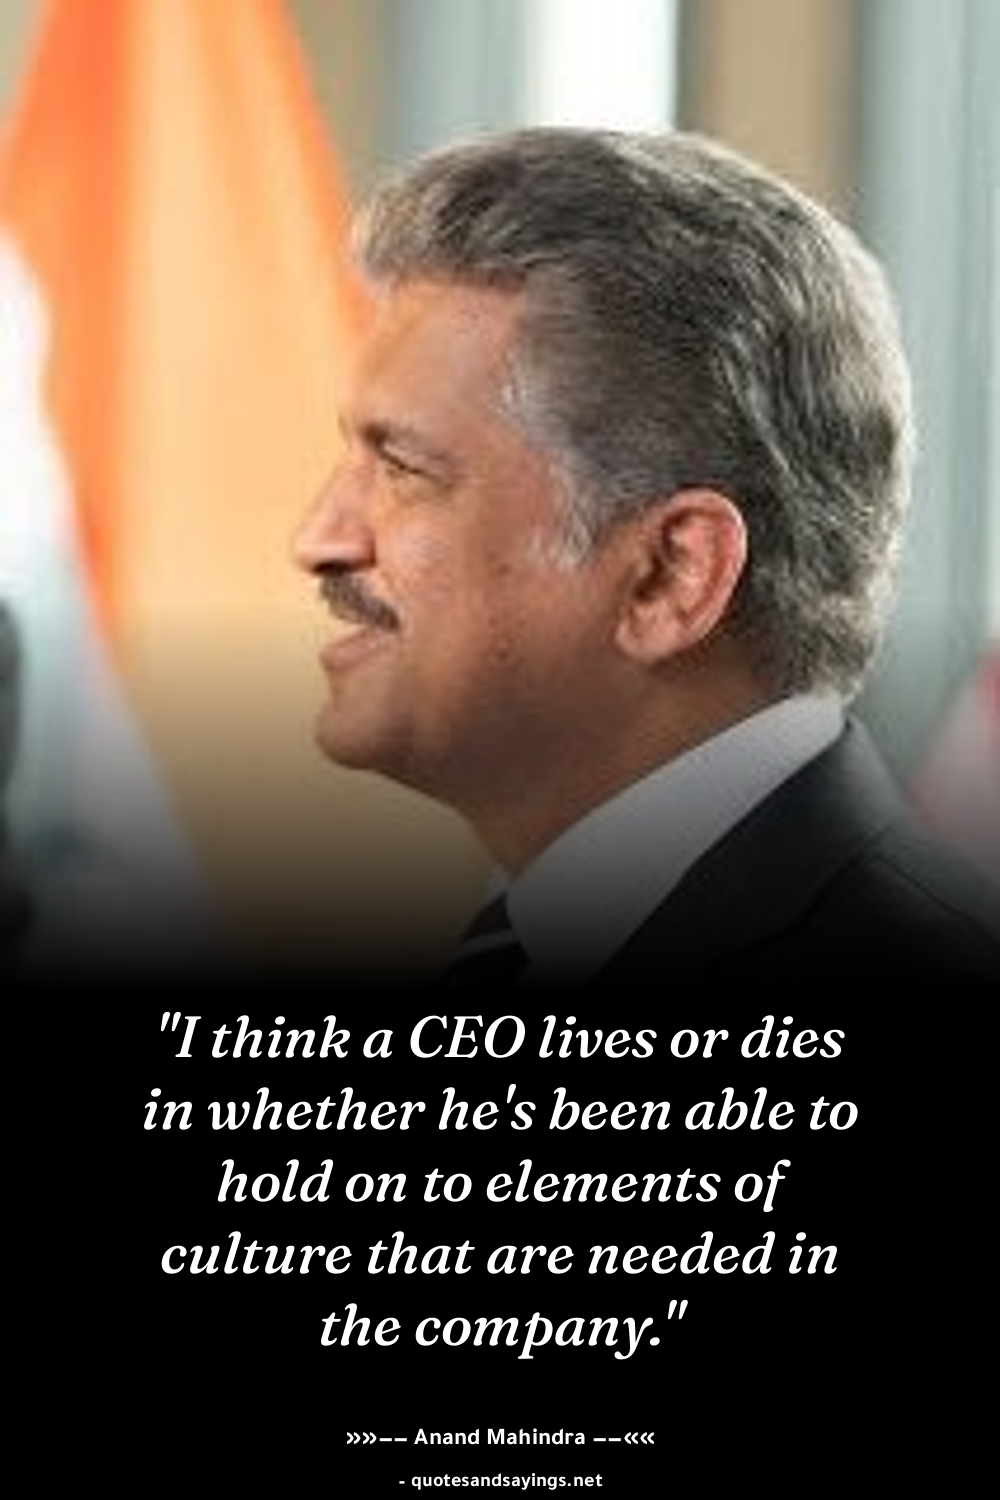 "I think a CEO lives or dies
in whether he's been able to
hold on to elements of
culture that are needed in
the company."
»»–– Anand Mahindra ––««
- quotesandsayings.net